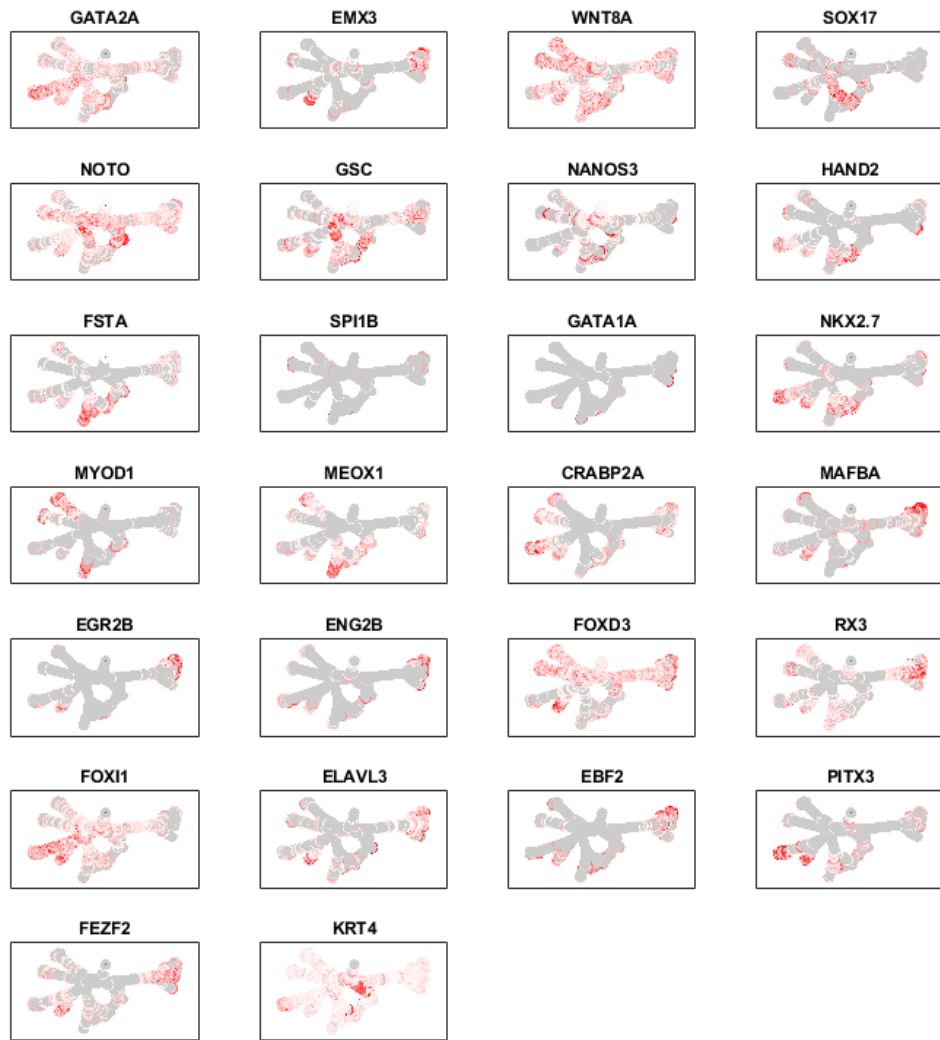 GATA2A EMX3 WNT8A SOX17
NOTO GSC NANOS3 HAND2
FSTA SPI1B GATA1A NKX2.7
MYOD1 MEOX1 CRABP2A MAFBA
EGR2B ENG2B FOXD3 RX3
FOXI1 ELAVL3 EBF2 PITX3
FEZF2 KRT4